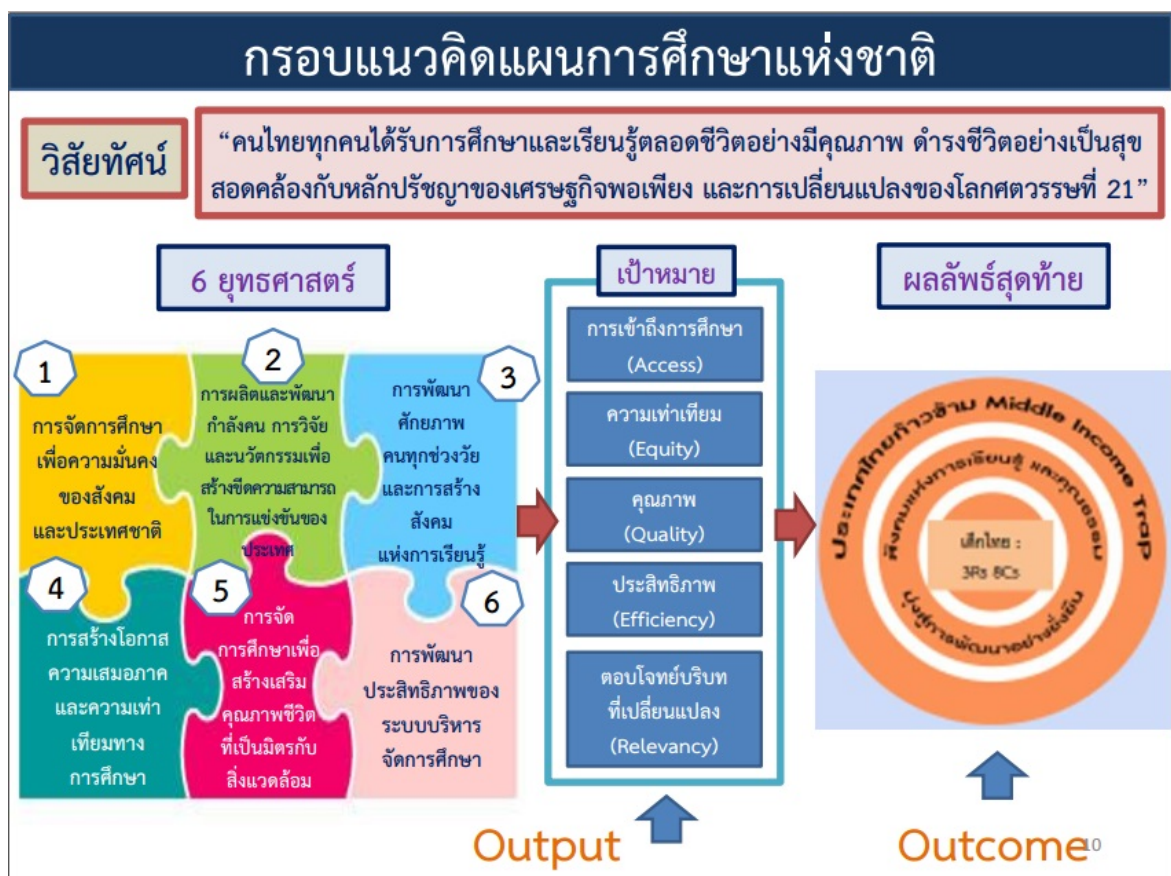 กรอบแนวคิดแผนการศึกษาแห่งชาติ
วิสัยทัศน์
“คนไทยทุกคนได้รับการศึกษาและเรียนรู้ตลอดชีวิตอย่างมีคุณภาพ ดำรงชีวิตอย่างเป็นสุข
สอดคล้องกับหลักปรัชญาของเศรษฐกิจพอเพียง และการเปลี่ยนแปลงของโลกศตวรรษที่ 21”
6 ยุทธศาสตร์
1
การจัดการศึกษา
เพื่อความมั่นคง
ของสังคม
และประเทศชาติ
2
การผลิตและพัฒนา
กำลังคน การวิจัย
และนวัตกรรมเพื่อ
สร้างขีดความสามารถ
ในการแข่งขันของ
ประเทศ
3
การพัฒนา
ศักยภาพ
คนทุกช่วงวัย
และการสร้าง
สังคม
แห่งการเรียนรู้
4
การสร้างโอกาส
ความเสมอภาค
และความเท่า
เทียมทาง
การศึกษา
5
การจัด
การศึกษาเพื่อ
สร้างเสริม
คุณภาพชีวิต
ที่เป็นมิตรกับ
สิ่งแวดล้อม
6
การพัฒนา
ประสิทธิภาพของ
ระบบบริหาร
จัดการศึกษา
เป้าหมาย
การเข้าถึงการศึกษา
(Access)
ความเท่าเทียม
(Equity)
คุณภาพ
(Quality)
ประสิทธิภาพ
(Efficiency)
ตอบโจทย์บริบท
ที่เปลี่ยนแปลง
(Relevancy)
Output
ผลลัพธ์สุดท้าย
ประเทศไทยก้าวข้าม Middle Income Trap
สังคมแห่งการเรียนรู้ และคุณธรรม
เด็กไทย :
3Rs 8Cs
มุ่งสู่การพัฒนาอย่างยั่งยืน
Outcome
10